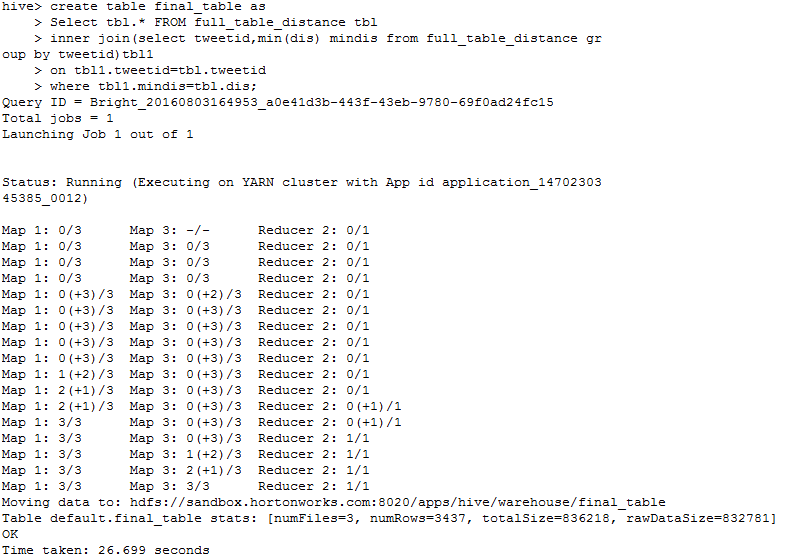 hive> create table final_table as
    > Select tbl.* FROM full_table_distance tbl
    > inner join(select tweetid,min(dis) mindis from full_table_distance gr
oup by tweetid)tbl1
    > on tbl1.tweetid=tbl.tweetid
    > where tbl1.mindis=tbl.dis;
Query ID = Bright_20160803164953_a0e41d3b-443f-43eb-9780-69f0ad24fc15
Total jobs = 1
Launching Job 1 out of 1
Status: Running (Executing on YARN cluster with App id application_14702303
45385_0012)
Map 1: 0/3      Map 3: -/-      Reducer 2: 0/1
Map 1: 0/3      Map 3: 0/3      Reducer 2: 0/1
Map 1: 0/3      Map 3: 0/3      Reducer 2: 0/1
Map 1: 0/3      Map 3: 0/3      Reducer 2: 0/1
Map 1: 0(+3)/3  Map 3: 0(+2)/3  Reducer 2: 0/1
Map 1: 0(+3)/3  Map 3: 0(+3)/3  Reducer 2: 0/1
Map 1: 0(+3)/3  Map 3: 0(+3)/3  Reducer 2: 0/1
Map 1: 0(+3)/3  Map 3: 0(+3)/3  Reducer 2: 0/1
Map 1: 0(+3)/3  Map 3: 0(+3)/3  Reducer 2: 0/1
Map 1: 1(+2)/3  Map 3: 0(+3)/3  Reducer 2: 0/1
Map 1: 2(+1)/3  Map 3: 0(+3)/3  Reducer 2: 0/1
Map 1: 2(+1)/3  Map 3: 0(+3)/3  Reducer 2: 0(+1)/1
Map 1: 3/3      Map 3: 0(+3)/3  Reducer 2: 0(+1)/1
Map 1: 3/3      Map 3: 0(+3)/3  Reducer 2: 1/1
Map 1: 3/3      Map 3: 1(+2)/3  Reducer 2: 1/1
Map 1: 3/3      Map 3: 2(+1)/3  Reducer 2: 1/1
Map 1: 3/3      Map 3: 3/3      Reducer 2: 1/1
Moving data to: hdfs://sandbox.hortonworks.com:8020/apps/hive/warehouse/final_table
Table default.final_table stats: [numFiles=3, numRows=3437, totalSize=836218, rawDataSize=832781]
OK
Time taken: 26.699 seconds